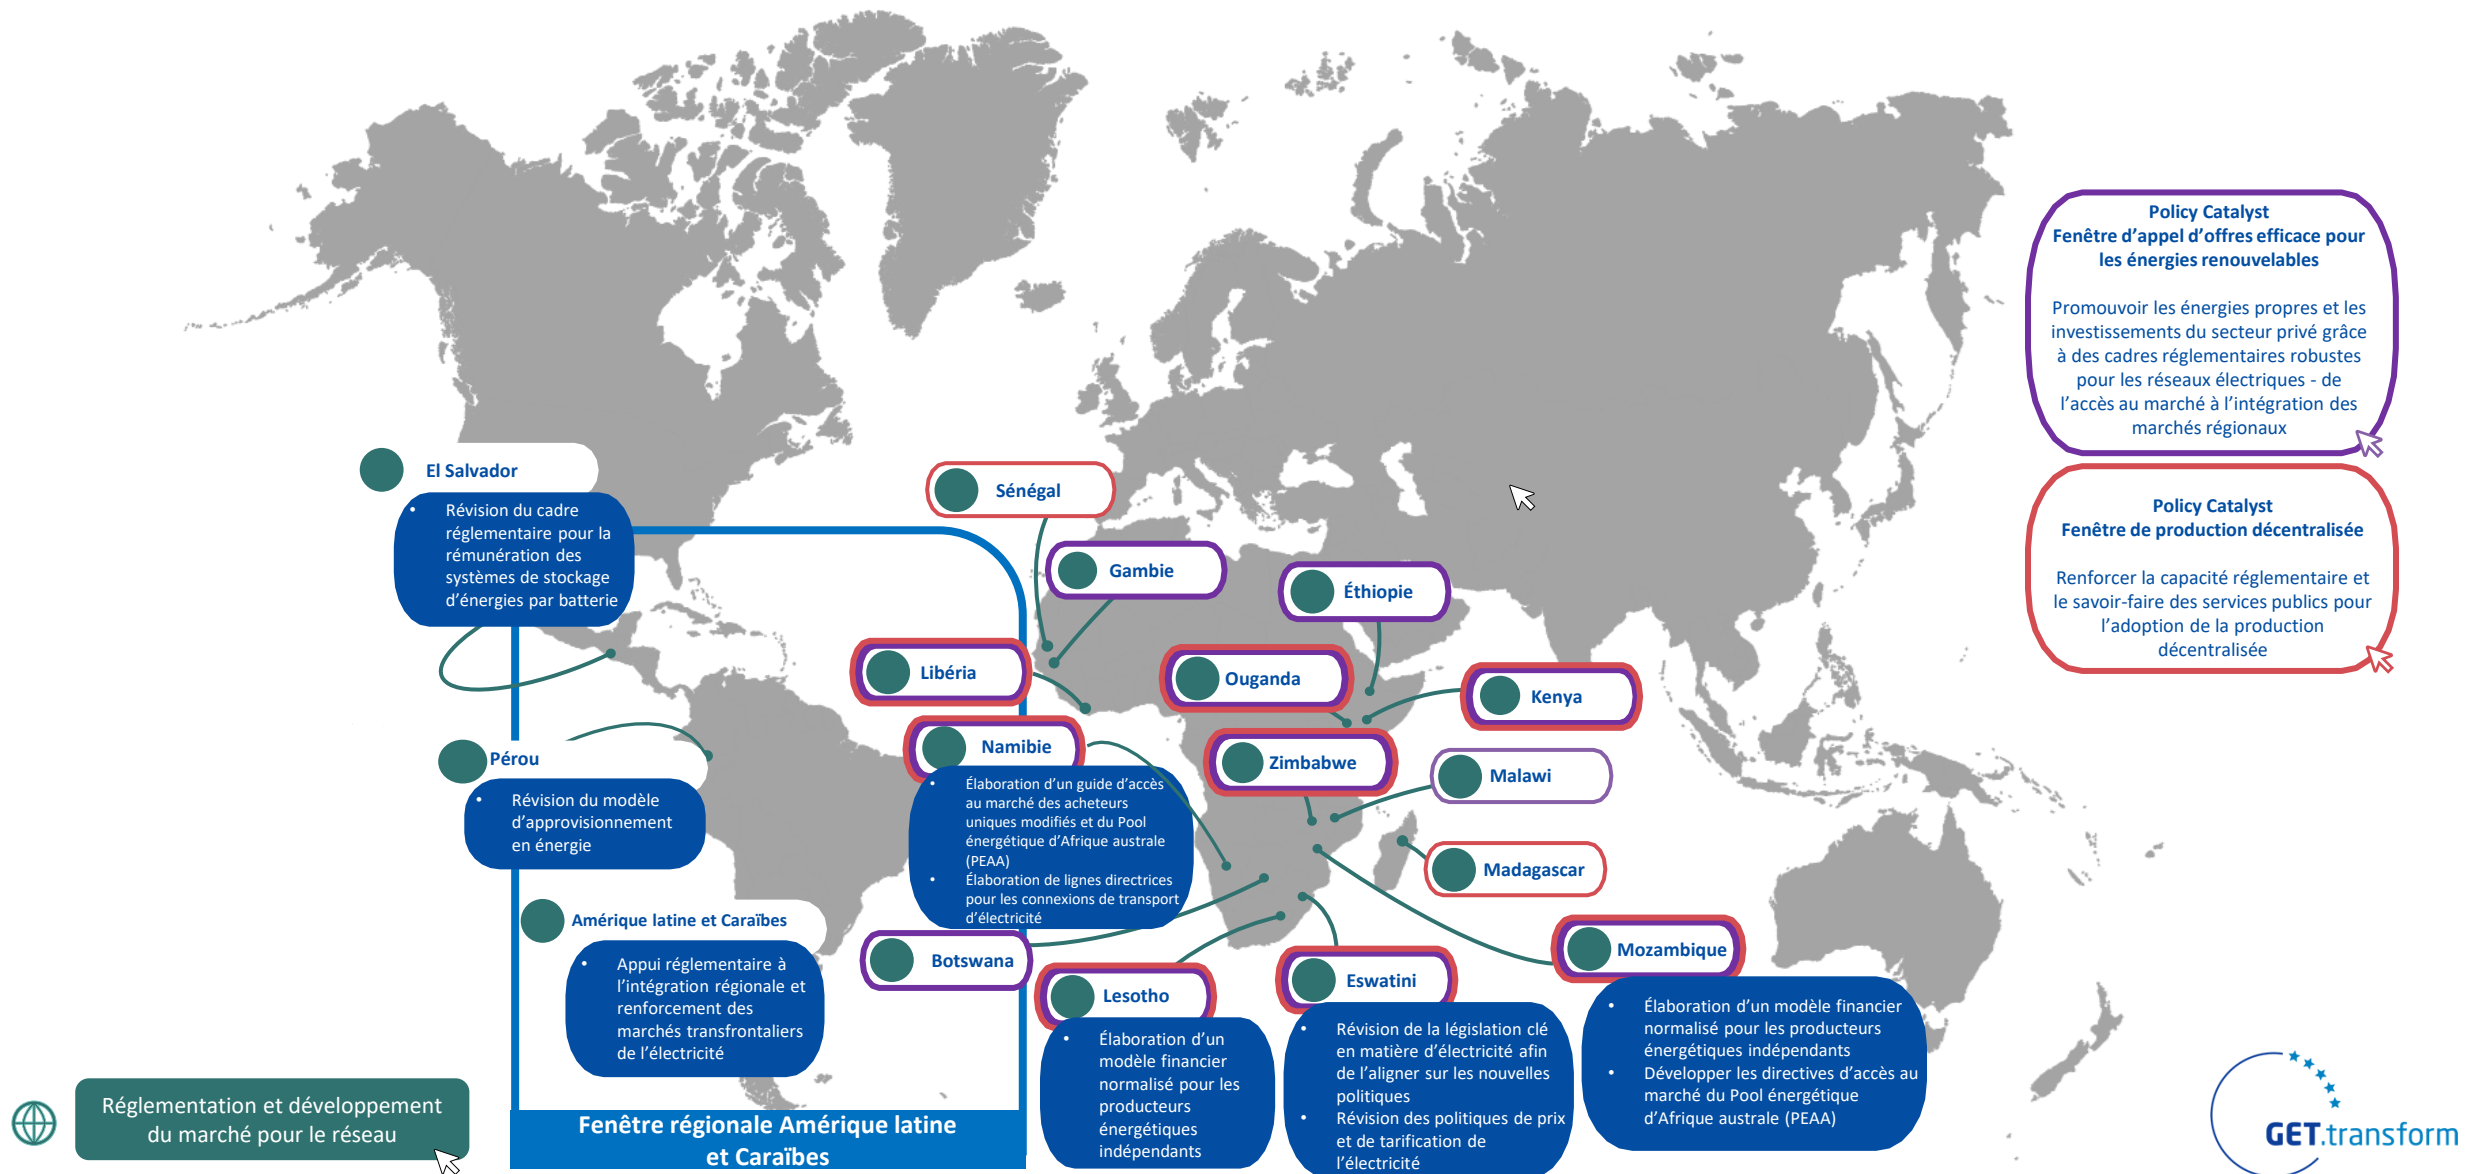 Policy Catalyst
Fenêtre d'appel d'offres efficace pour
les énergies renouvelables
Promouvoir les énergies propres et les
investissements du secteur privé grâce
à des cadres réglementaires robustes
pour les réseaux électriques - de
l'accès au marché à l'intégration des
marchés régionaux
Policy Catalyst
Fenêtre de production décentralisée
Renforcer la capacité réglementaire et
le savoir-faire des services publics pour
l'adoption de la production
décentralisée
El Salvador
• Révision du cadre
réglementaire pour la
rémunération des
systèmes de stockage
d'énergies par batterie
Sénégal
Gambie
Éthiopie
Libéria
Ouganda
Kenya
Namibie
• Élaboration d'un guide d'accès
au marché des acheteurs
uniques modifiés et du Pool
énergétique d'Afrique australe
(PEAA)
• Élaboration de lignes directrices
pour les connexions de transport
d'électricité
Zimbabwe
Malawi
Pérou
• Révision du modèle
d'approvisionnement
en énergie
Madagascar
Amérique latine et Caraïbes
• Appui réglementaire à
l'intégration régionale et
renforcement des
marchés transfrontaliers
de l'électricité
Botswana
Lesotho
• Élaboration d'un
modèle financier
normalisé pour les
producteurs
énergétiques
indépendants
Eswatini
• Révision de la législation clé
en matière d'électricité afin
de l'aligner sur les nouvelles
politiques
• Révision des politiques de prix
et de tarification de
l'électricité
Mozambique
• Élaboration d'un modèle financier
normalisé pour les producteurs
énergétiques indépendants
• Développer les directives d'accès au
marché du Pool énergétique
d'Afrique australe (PEAA)
Réglementation et développement
du marché pour le réseau
Fenêtre régionale Amérique latine
et Caraïbes
GET.transform